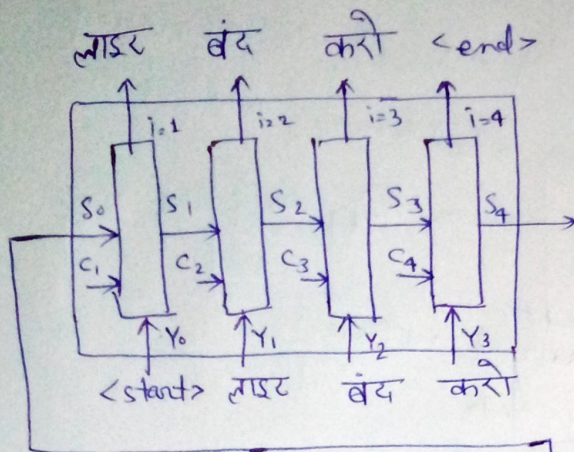 लाइट बंद करो <end>
i=1 i=2 i=3 i=4
S0 S1 S2 S3 S4
C1 C2 C3 C4
Y0 Y1 Y2 Y3
<start> लाइट बंद करो